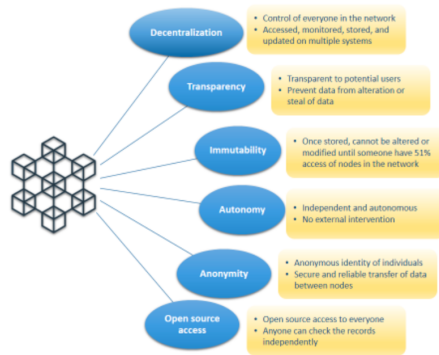 Decentralization
• Control of everyone in the network
• Accessed, monitored, stored, and
updated on multiple systems
Transparency
• Transparent to potential users
• Prevent data from alteration or
steal of data
Immutability
• Once stored, cannot be altered or
modified until someone have 51%
access of nodes in the network
Autonomy
• Independent and autonomous
• No external intervention
Anonymity
• Anonymous identity of individuals
• Secure and reliable transfer of data
between nodes
Open source
access
• Open source access to everyone
• Anyone can check the records
independently